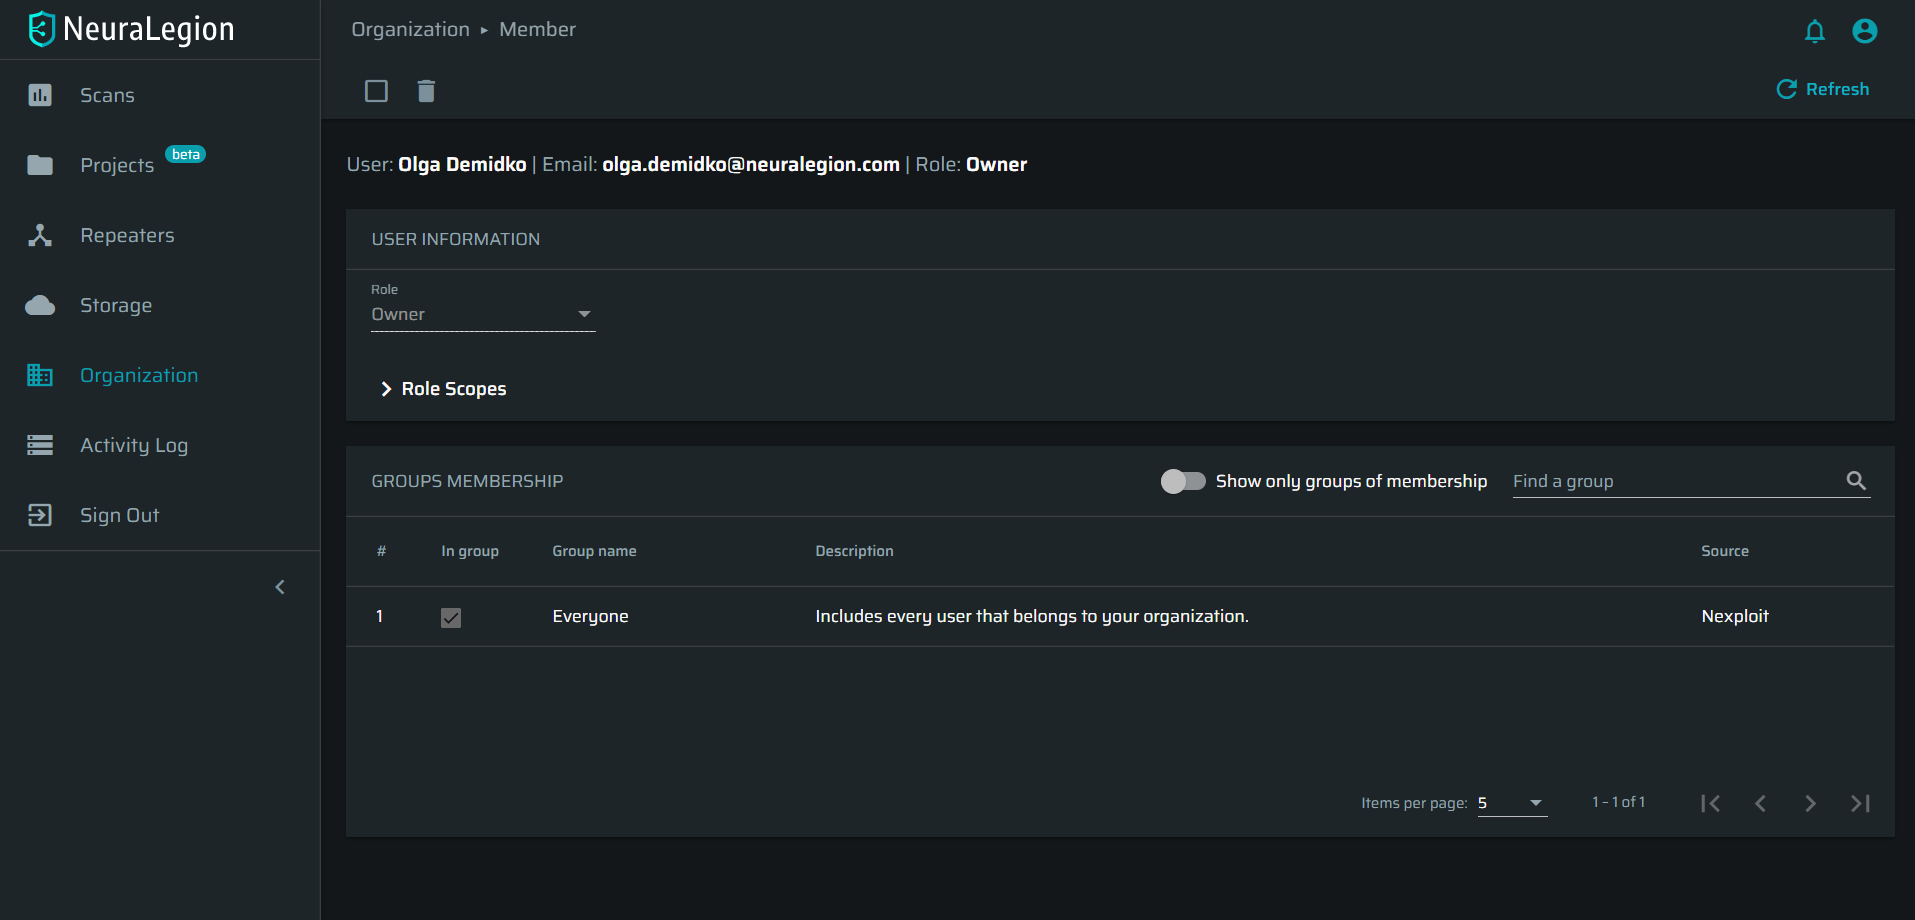 NeuraLegion
Organization ▸ Member
Scans
Refresh
Projects beta
User: Olga Demidko | Email: olga.demidko@neuralegion.com | Role: Owner
Repeaters
USER INFORMATION
Storage
Role
Owner
Organization
Role Scopes
Activity Log
GROUPS MEMBERSHIP
Show only groups of membership
Find a group
Sign Out
# In group Group name Description Source
1 Everyone Includes every user that belongs to your organization. Nexploit
Items per page: 5 1 – 1 of 1